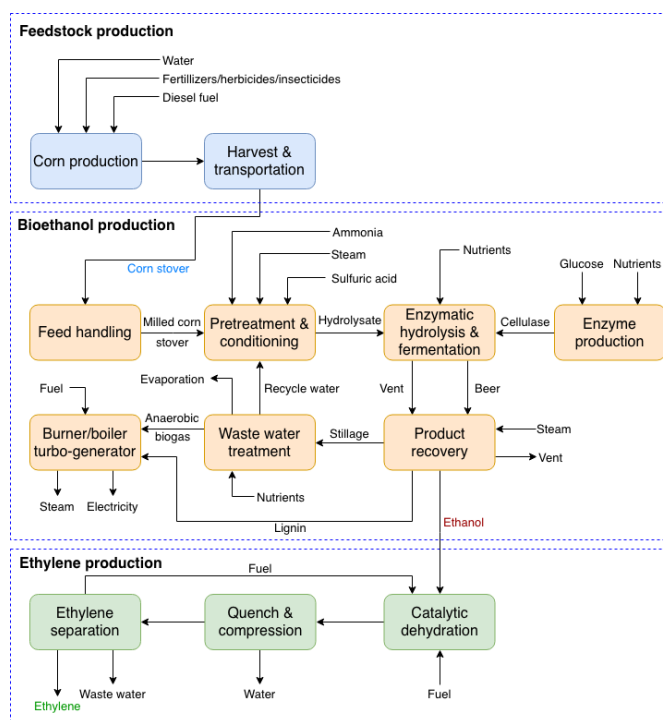 Feedstock production
Water
Fertillizers/herbicides/insecticides
Diesel fuel
Corn production
Harvest &
transportation
Bioethanol production
Corn stover
Ammonia
Steam
Sulfuric acid
Nutrients
Glucose
Nutrients
Feed handling
Milled corn
stover
Pretreatment &
conditioning
Hydrolysate
Enzymatic
hydrolysis &
fermentation
Cellulase
Enzyme
production
Fuel
Evaporation
Recycle water
Vent
Beer
Burner/boiler
turbo-generator
Anaerobic
biogas
Waste water
treatment
Stillage
Product
recovery
Steam
Vent
Steam
Electricity
Nutrients
Lignin
Ethanol
Ethylene production
Fuel
Ethylene
separation
Quench &
compression
Catalytic
dehydration
Ethylene
Waste water
Water
Fuel